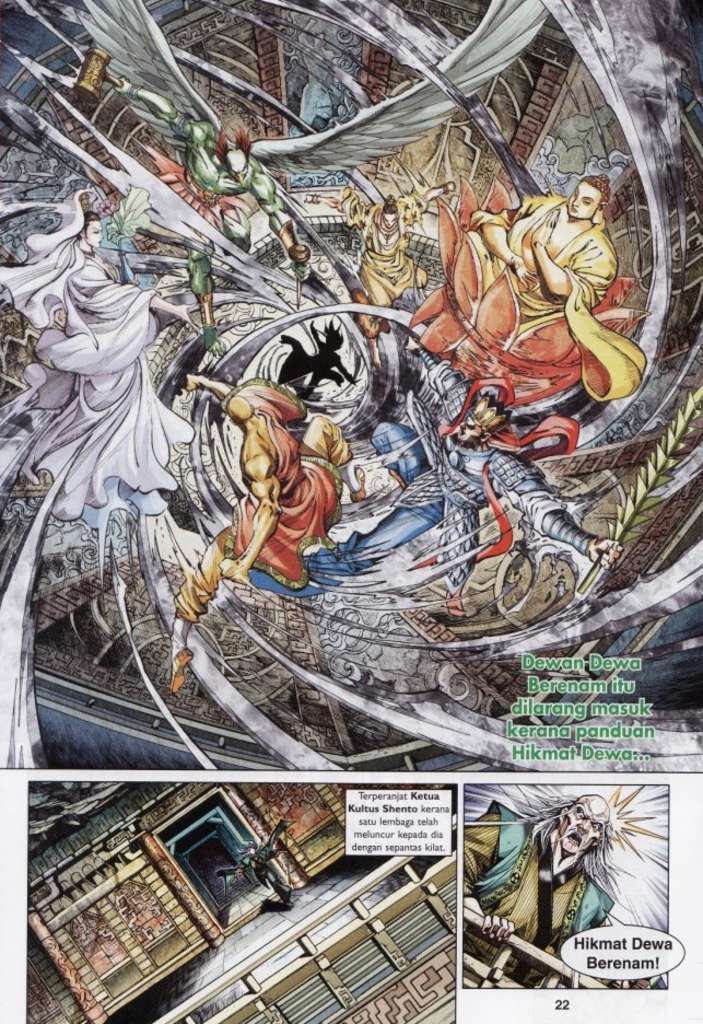 Dewan Dewa
Berenam itu
dilarang masuk
kerana panduan
Hikmat Dewa...
Terperanjat Ketua
Kultus Shento kerana
satu lembaga telah
meluncur kepada dia
dengan sepantas kilat.
Hikmat Dewa
Berenam!
22